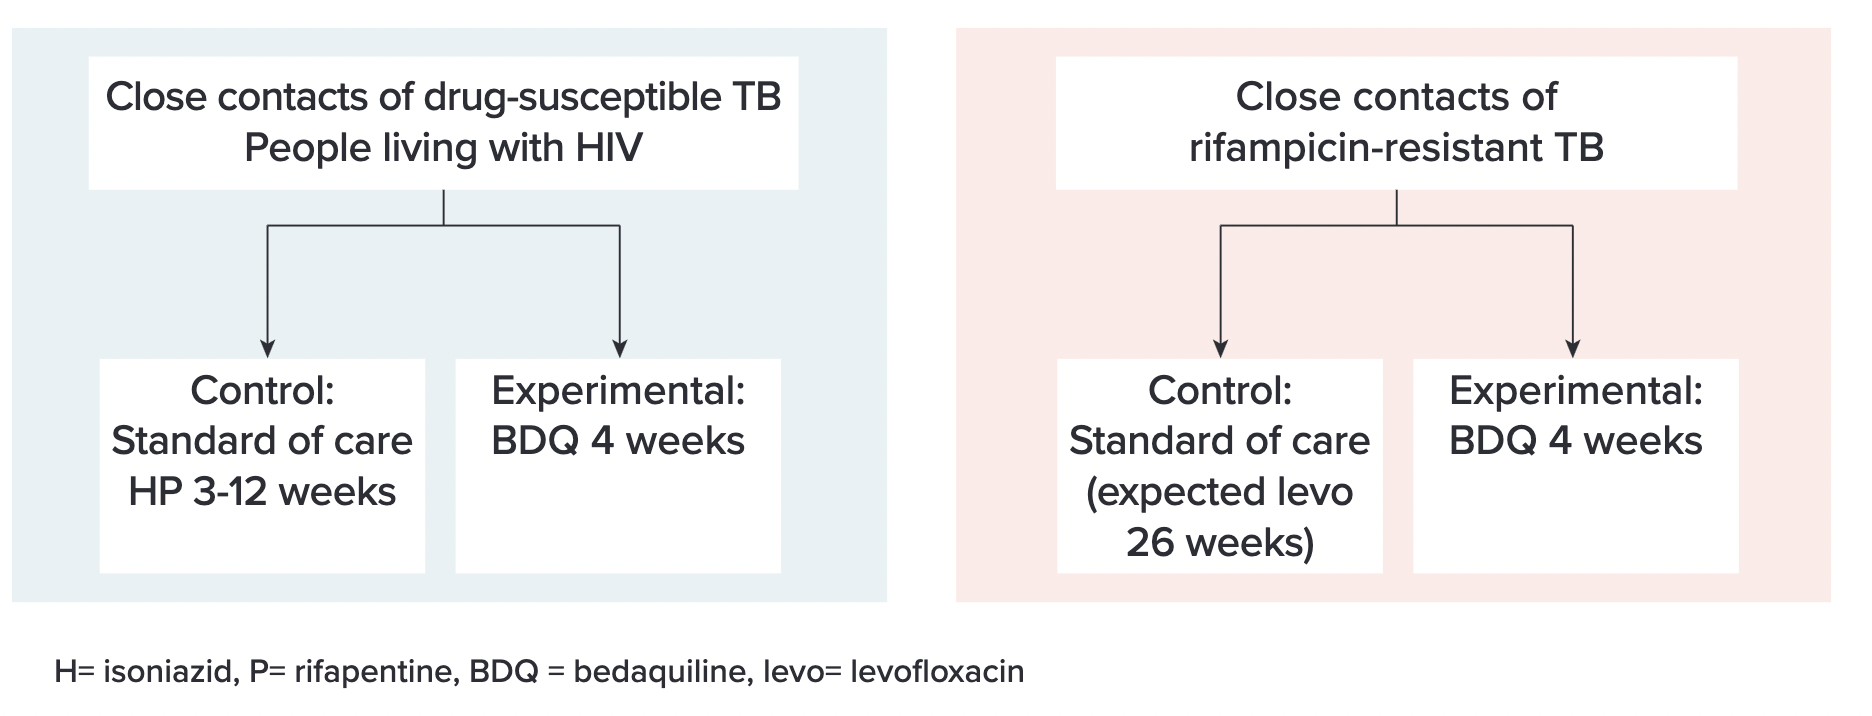 Close contacts of drug-susceptible TB
People living with HIV
Control:
Standard of care
HP 3-12 weeks
Experimental:
BDQ 4 weeks
Close contacts of
rifampicin-resistant TB
Control:
Standard of care
(expected levo
26 weeks)
Experimental:
BDQ 4 weeks
H= isoniazid, P= rifapentine, BDQ = bedaquiline, levo= levofloxacin